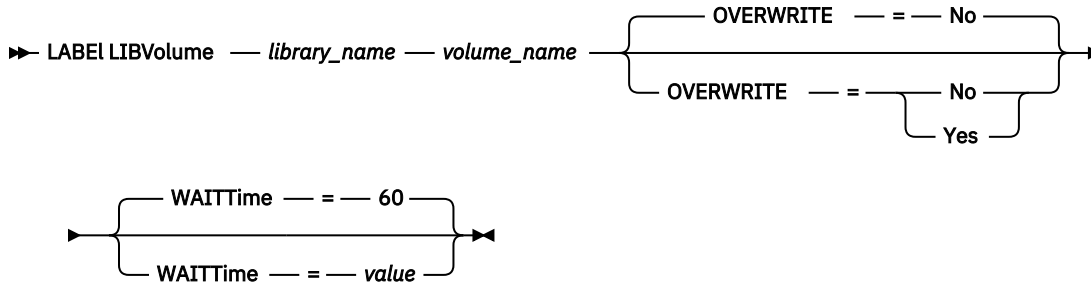 OVERWRITE = No
LABEl LIBVolume library_name volume_name
OVERWRITE = No
Yes
WAITTime = 60
WAITTime = value